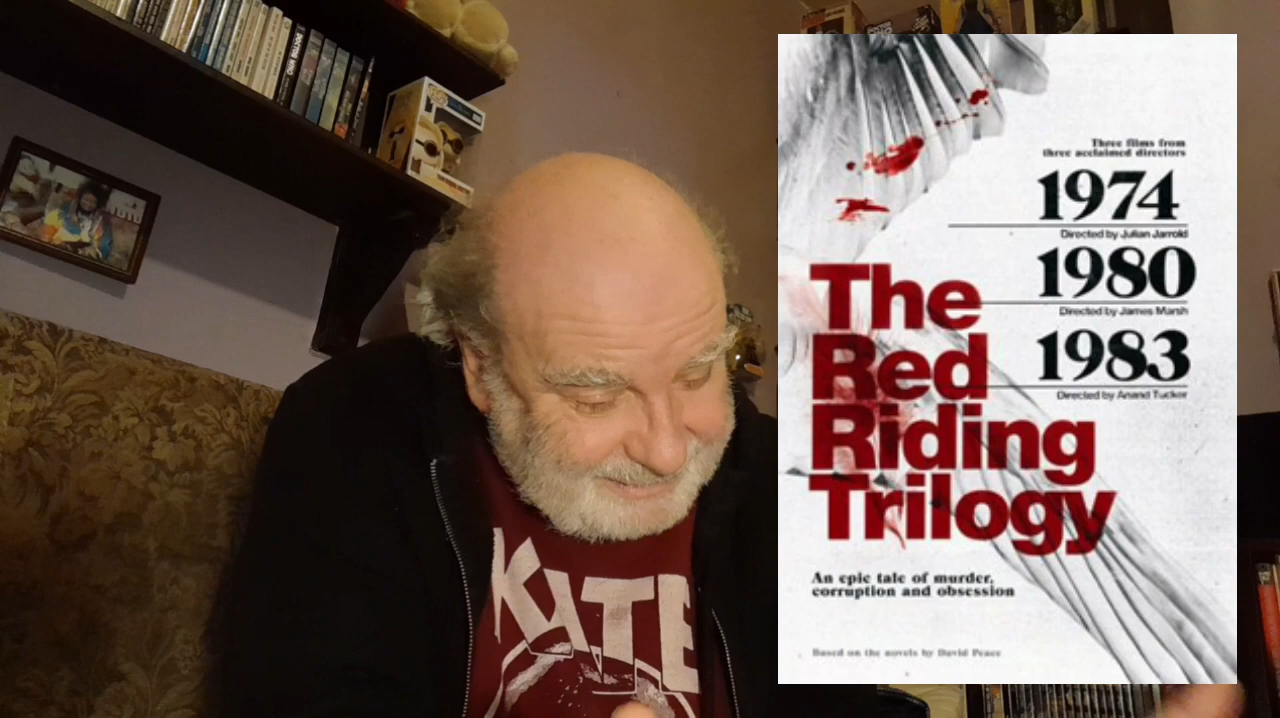 DOCTOR WHO
KATE
Three films from
three acclaimed directors
1974
Directed by Julian Jarrold
1980
Directed by James Marsh
1983
Directed by Anand Tucker
The
Red
Riding
Trilogy
An epic tale of murder,
corruption and obsession
Based on the novels by David Peace